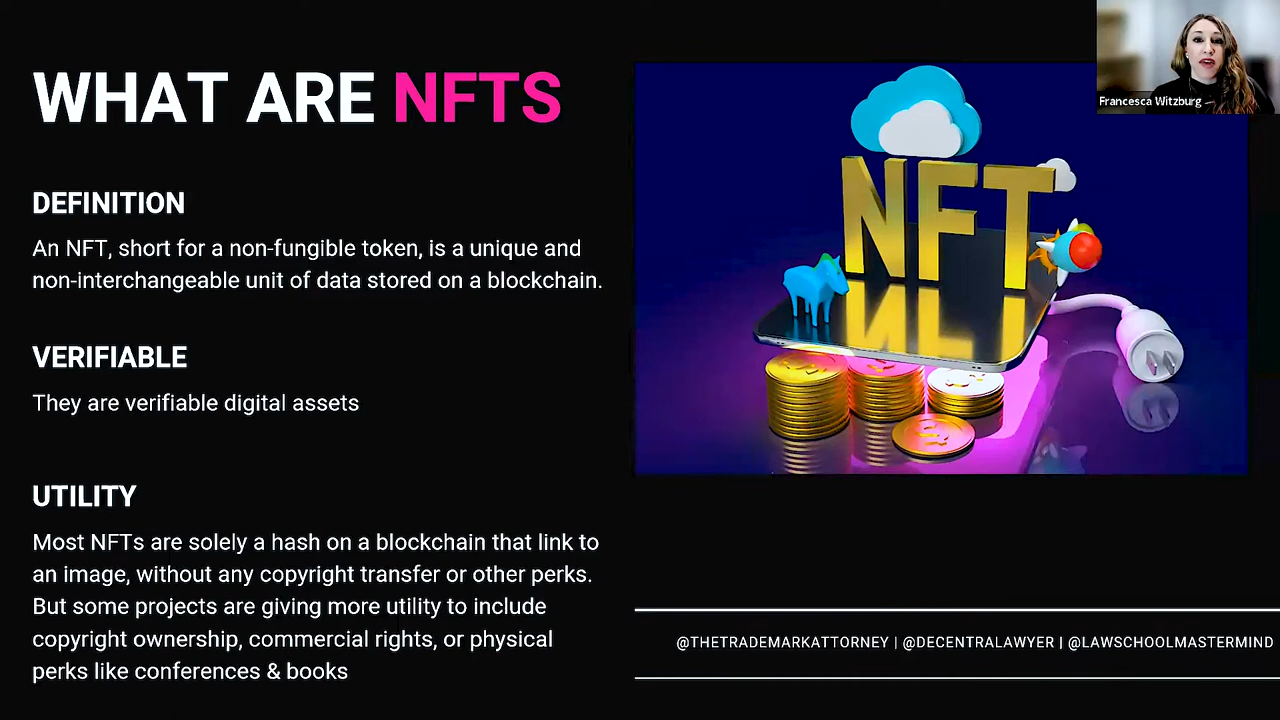 WHAT ARE NFTS
DEFINITION
An NFT, short for a non-fungible token, is a unique and
non-interchangeable unit of data stored on a blockchain.
VERIFIABLE
They are verifiable digital assets
UTILITY
Most NFTs are solely a hash on a blockchain that link to
an image, without any copyright transfer or other perks.
But some projects are giving more utility to include
copyright ownership, commercial rights, or physical
perks like conferences & books
Francesca Witzburg
NFT
@THETRADEMARKATTORNEY | @DECENTRALAWYER | @LAWSCHOOLMASTERMIND